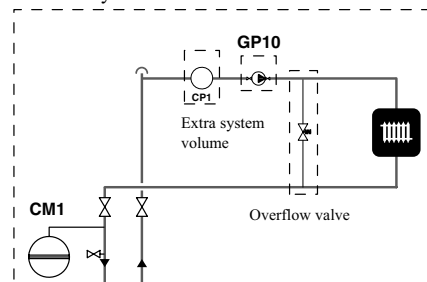 GP10
CP1
Extra system
volume
CM1
Overflow valve